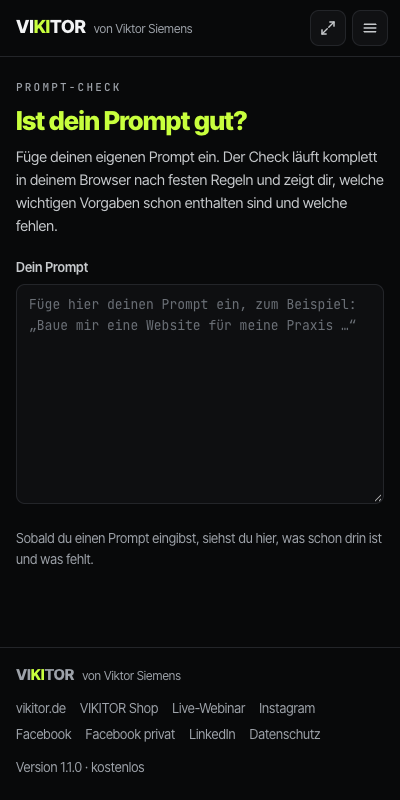 VIKITOR von Viktor Siemens
PROMPT-CHECK
Ist dein Prompt gut?
Füge deinen eigenen Prompt ein. Der Check läuft komplett
in deinem Browser nach festen Regeln und zeigt dir, welche
wichtigen Vorgaben schon enthalten sind und welche
fehlen.
Dein Prompt
Füge hier deinen Prompt ein, zum Beispiel:
„Baue mir eine Website für meine Praxis …“
Sobald du einen Prompt eingibst, siehst du hier, was schon drin ist
und was fehlt.
VIKITOR von Viktor Siemens
vikitor.de VIKITOR Shop Live-Webinar Instagram
Facebook Facebook privat LinkedIn Datenschutz
Version 1.1.0 · kostenlos